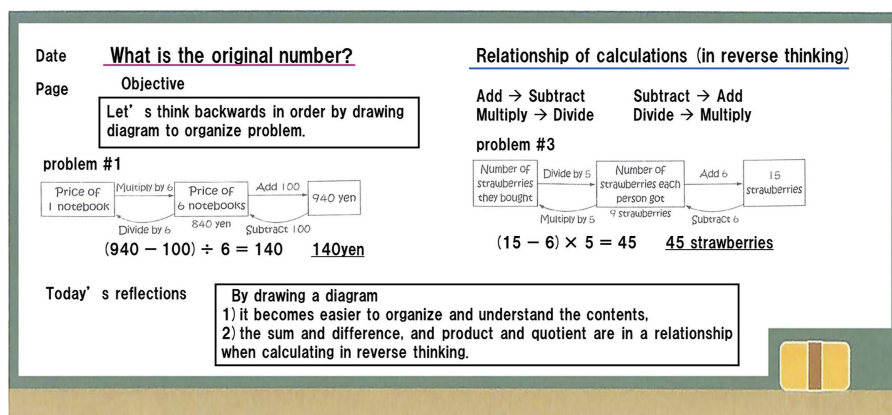 Date
What is the original number?
Page
Objective
Let's think backwards in order by drawing
diagram to organize problem.
problem #1
Price of
1 notebook
Multiply by 6
Price of
6 notebooks
Add 100
940 yen
Divide by 6
840 yen
Subtract 100
(940 − 100) ÷ 6 = 140 140yen
Relationship of calculations (in reverse thinking)
Add → Subtract Subtract → Add
Multiply → Divide Divide → Multiply
problem #3
Number of
strawberries
they bought
Divide by 5
Number of
strawberries each
person got
Add 6
15
strawberries
Multiply by 5
9 strawberries
Subtract 6
(15 − 6) × 5 = 45 45 strawberries
Today's reflections
By drawing a diagram
1) it becomes easier to organize and understand the contents,
2) the sum and difference, and product and quotient are in a relationship
when calculating in reverse thinking.